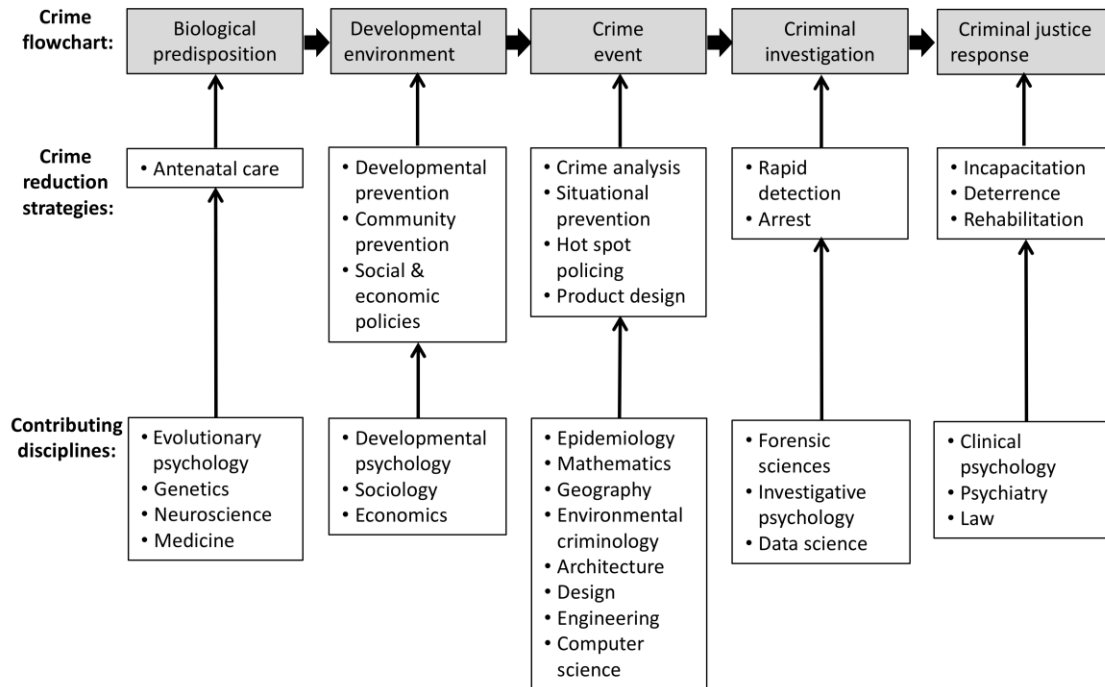 Crime
flowchart:
Biological
predisposition
Developmental
environment
Crime
event
Criminal
investigation
Criminal justice
response
Crime
reduction
strategies:
• Antenatal care
• Developmental
prevention
• Community
prevention
• Social &
economic
policies
• Crime analysis
• Situational
prevention
• Hot spot
policing
• Product design
• Rapid
detection
• Arrest
• Incapacitation
• Deterrence
• Rehabilitation
Contributing
disciplines:
• Evolutionary
psychology
• Genetics
• Neuroscience
• Medicine
• Developmental
psychology
• Sociology
• Economics
• Epidemiology
• Mathematics
• Geography
• Environmental
criminology
• Architecture
• Design
• Engineering
• Computer
science
• Forensic
sciences
• Investigative
psychology
• Data science
• Clinical
psychology
• Psychiatry
• Law